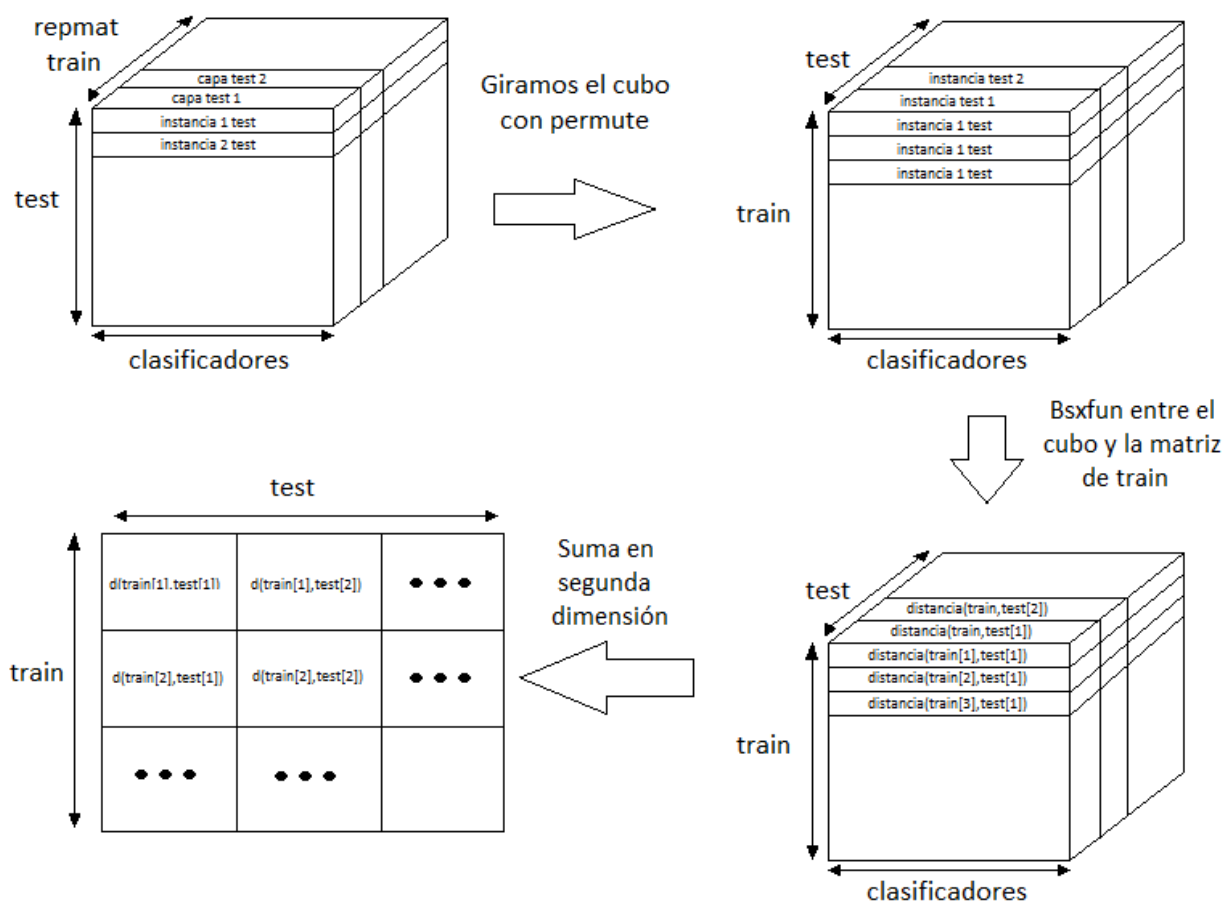 repmat
train
capa test 2
capa test 1
instancia 1 test
instancia 2 test
test
clasificadores
Giramos el cubo
con permute
test
instancia test 2
instancia test 1
instancia 1 test
instancia 1 test
instancia 1 test
train
clasificadores
Bsxfun entre el
cubo y la matriz
de train
test
distancia(train,test[2])
distancia(train,test[1])
distancia(train[1],test[1])
distancia(train[2],test[1])
distancia(train[3],test[1])
train
clasificadores
Suma en
segunda
dimensión
test
train
d(train[1],test[1])
d(train[1],test[2])
d(train[2],test[1])
d(train[2],test[2])